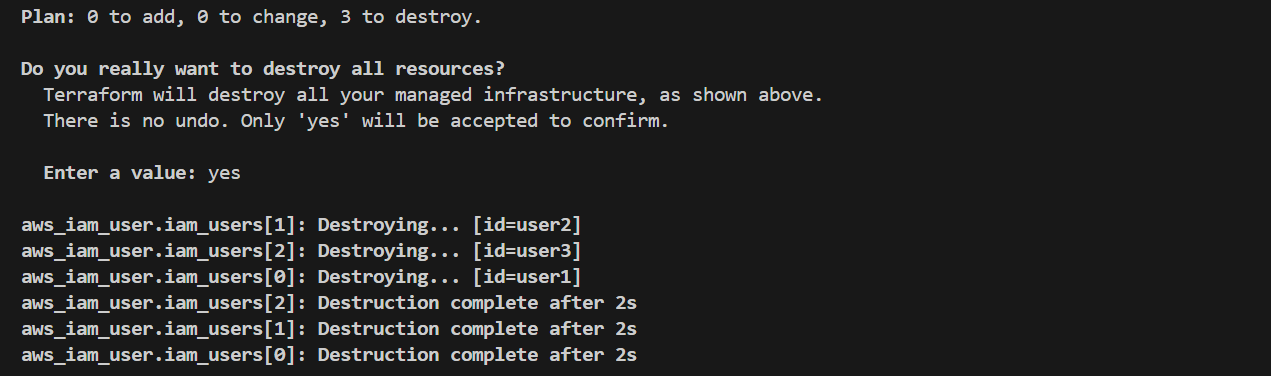 Plan: 0 to add, 0 to change, 3 to destroy.
Do you really want to destroy all resources?
Terraform will destroy all your managed infrastructure, as shown above.
There is no undo. Only 'yes' will be accepted to confirm.
Enter a value: yes
aws_iam_user.iam_users[1]: Destroying... [id=user2]
aws_iam_user.iam_users[2]: Destroying... [id=user3]
aws_iam_user.iam_users[0]: Destroying... [id=user1]
aws_iam_user.iam_users[2]: Destruction complete after 2s
aws_iam_user.iam_users[1]: Destruction complete after 2s
aws_iam_user.iam_users[0]: Destruction complete after 2s